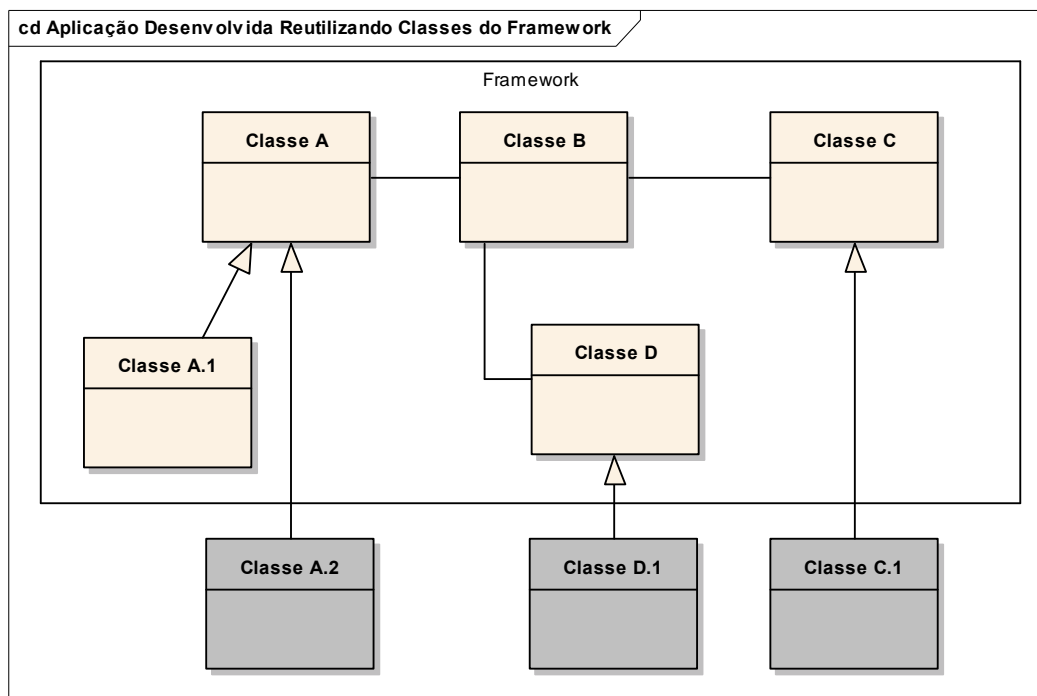 cd Aplicação Desenvolvida Reutilizando Classes do Framework
Framework
Classe A
Classe B
Classe C
Classe A.1
Classe D
Classe A.2
Classe D.1
Classe C.1